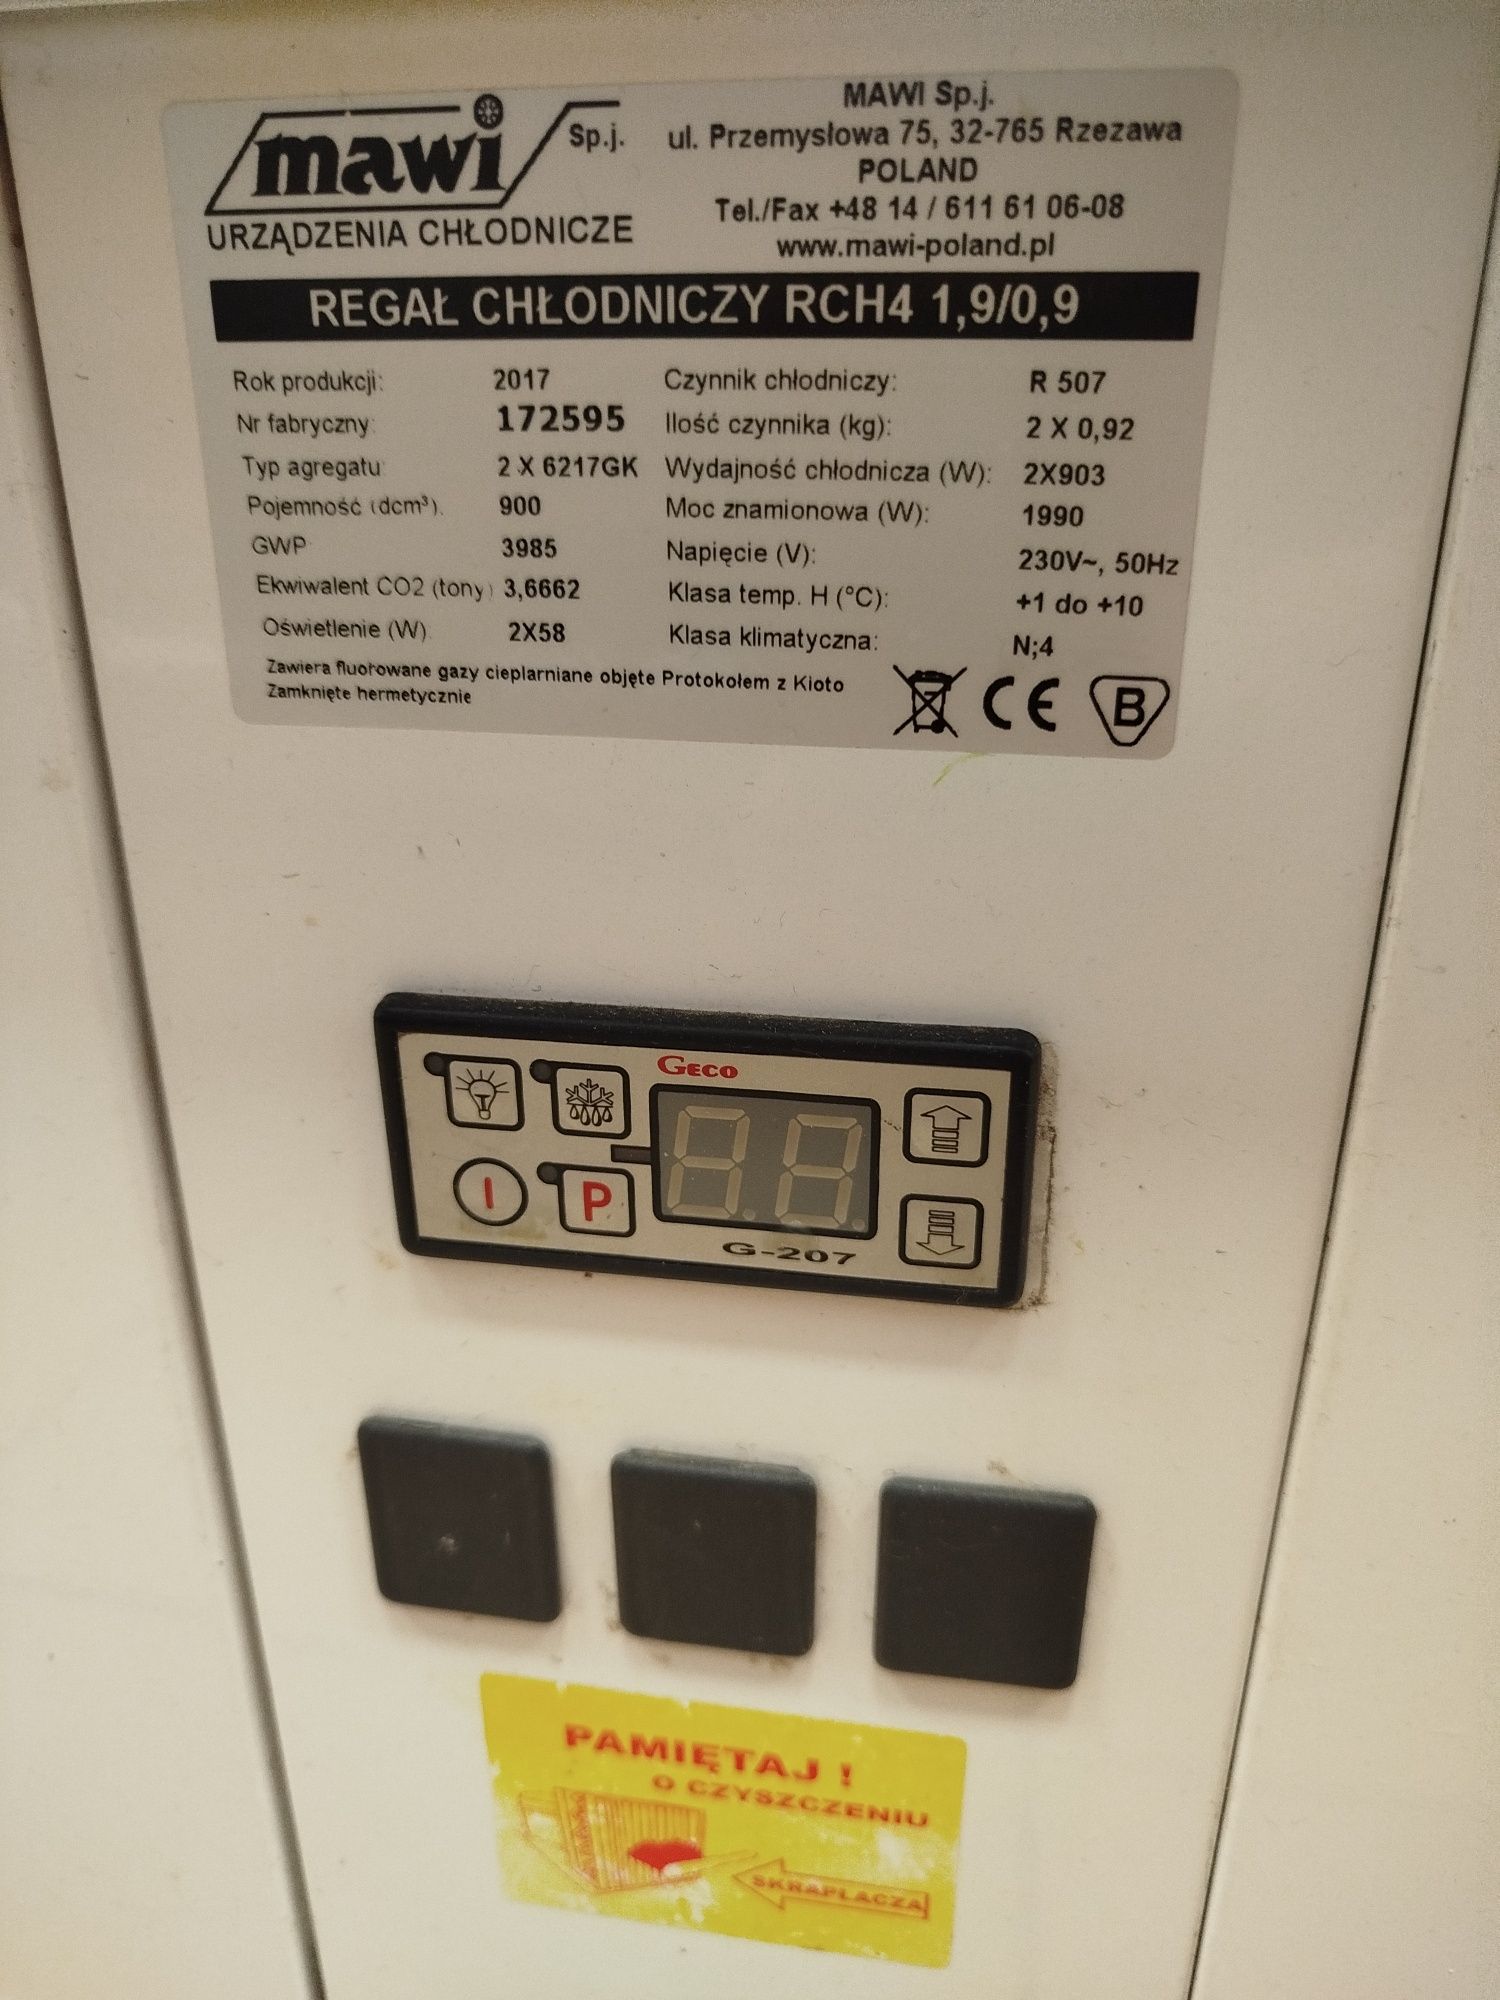 mawi Sp.j.
URZĄDZENIA CHŁODNICZE
MAWI Sp.j.
ul. Przemysłowa 75, 32-765 Rzezawa
POLAND
Tel./Fax +48 14 / 611 61 06-08
www.mawi-poland.pl
REGAŁ CHŁODNICZY RCH4 1,9/0,9
Rok produkcji: 2017
Nr fabryczny: 172595
Typ agregatu: 2 X 6217GK
Pojemność (dcm³): 900
GWP 3985
Ekwiwalent CO2 (tony) 3,6662
Oświetlenie (W) 2X58
Czynnik chłodniczy: R 507
Ilość czynnika (kg): 2 X 0,92
Wydajność chłodnicza (W): 2X903
Moc znamionowa (W): 1990
Napięcie (V): 230V~, 50Hz
Klasa temp. H (°C): +1 do +10
Klasa klimatyczna: N;4
Zawiera fluorowane gazy cieplarniane objęte Protokołem z Kioto
Zamknięte hermetycznie
CE B
GECO
I P
G-207
PAMIĘTAJ !
O CZYSZCZENIU
SKRAPLACZA